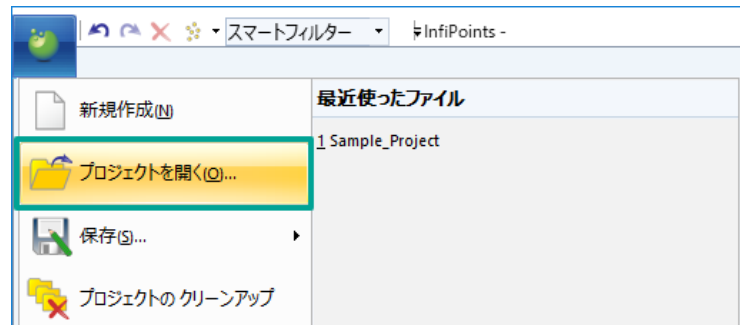 スマートフィルター InfiPoints -
新規作成(N)
最近使ったファイル
1 Sample_Project
プロジェクトを開く(O)...
保存(S)...
プロジェクトの クリーンアップ